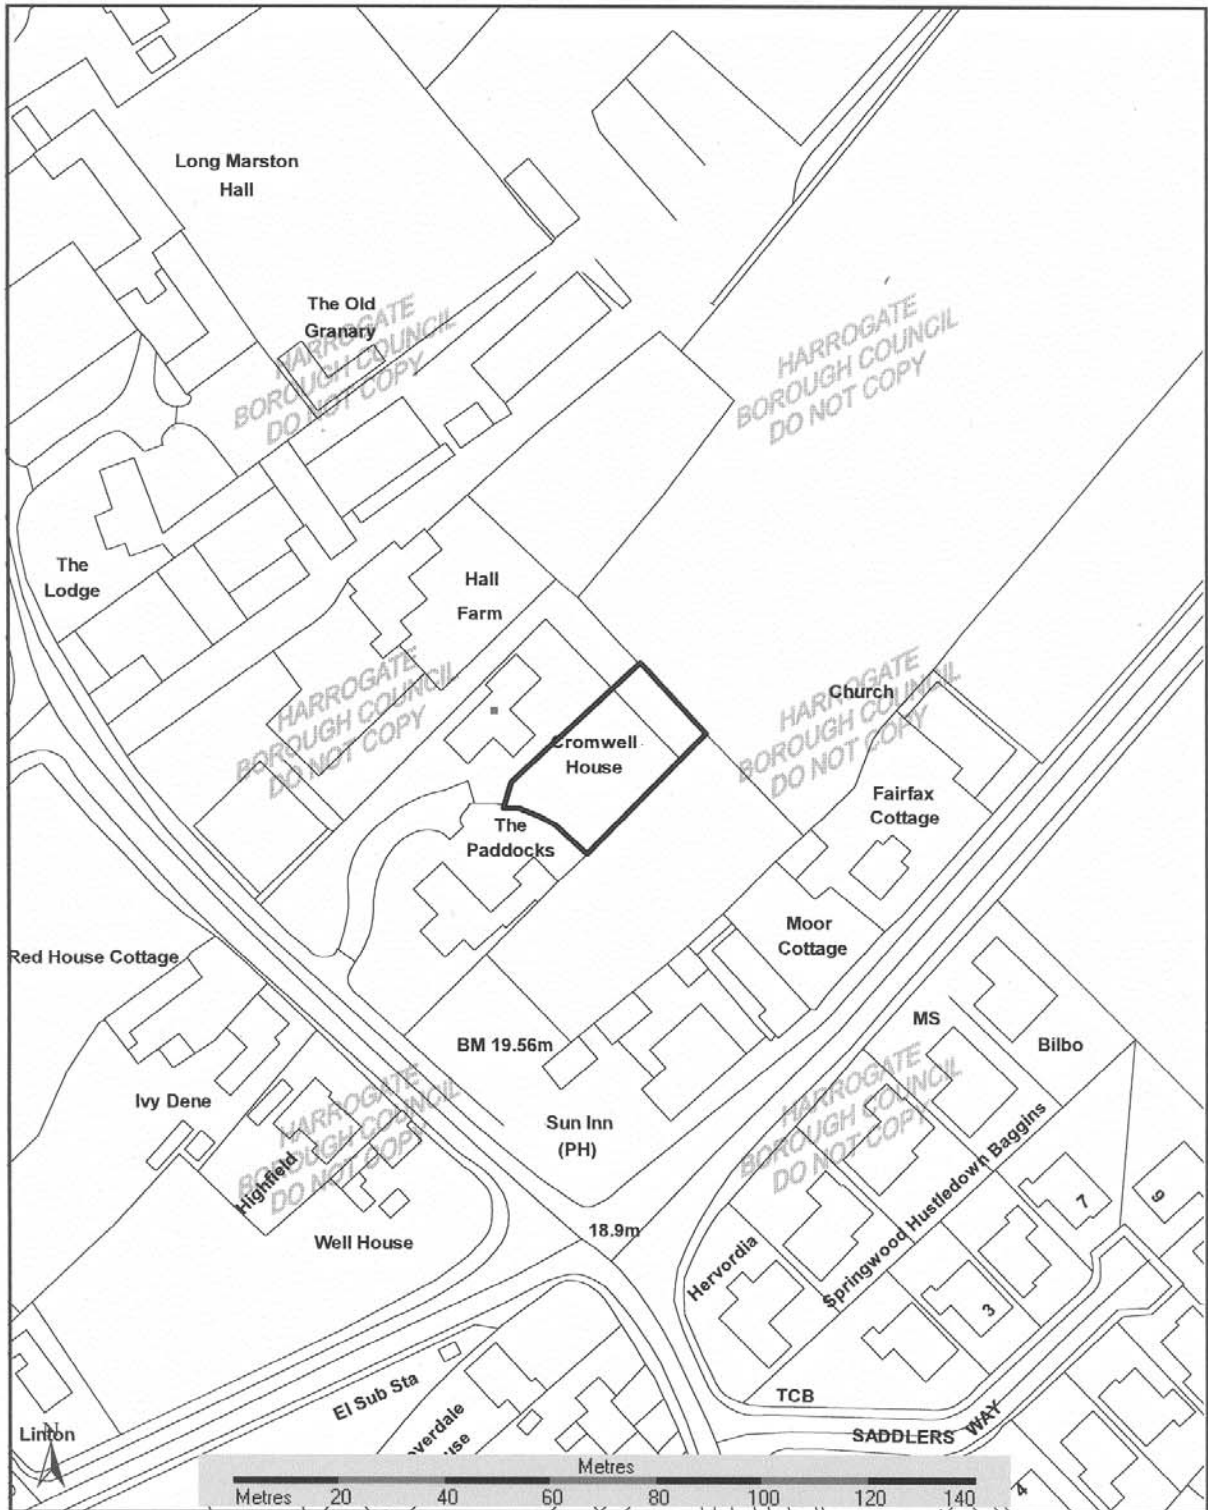 Long Marston
Hall
The Old
Granary
HARROGATE
BOROUGH COUNCIL
DO NOT COPY
HARROGATE
BOROUGH COUNCIL
DO NOT COPY
The
Lodge
Hall
Farm
HARROGATE
BOROUGH COUNCIL
DO NOT COPY
HARROGATE
BOROUGH COUNCIL
DO NOT COPY
Church
Cromwell
House
Fairfax
Cottage
The
Paddocks
Moor
Cottage
Red House Cottage
MS
BM 19.56m
Bilbo
HARROGATE
BOROUGH COUNCIL
DO NOT COPY
HARROGATE
BOROUGH COUNCIL
DO NOT COPY
Ivy Dene
Sun Inn
(PH)
Highfield
Springwood Hustledown Baggins
7
9
Well House
18.9m
Hervordia
3
El Sub Sta
TCB
SADDLERS WAY
Linton
N
4
Metres
Metres 20 40 60 80 100 120 140